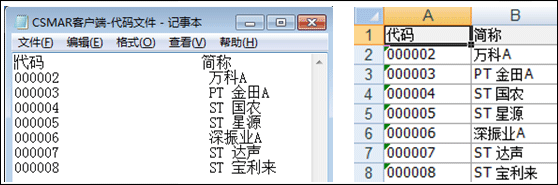 CSMAR客户端-代码文件 - 记事本
文件(F) 编辑(E) 格式(O) 查看(V) 帮助(H)
代码 简称
000002 万科A
000003 PT 金田A
000004 ST 国农
000005 ST 星源
000006 深振业A
000007 ST 达声
000008 ST 宝利来
A B
1 代码 简称
2 000002 万科A
3 000003 PT 金田A
4 000004 ST 国农
5 000005 ST 星源
6 000006 深振业A
7 000007 ST 达声
8 000008 ST 宝利来